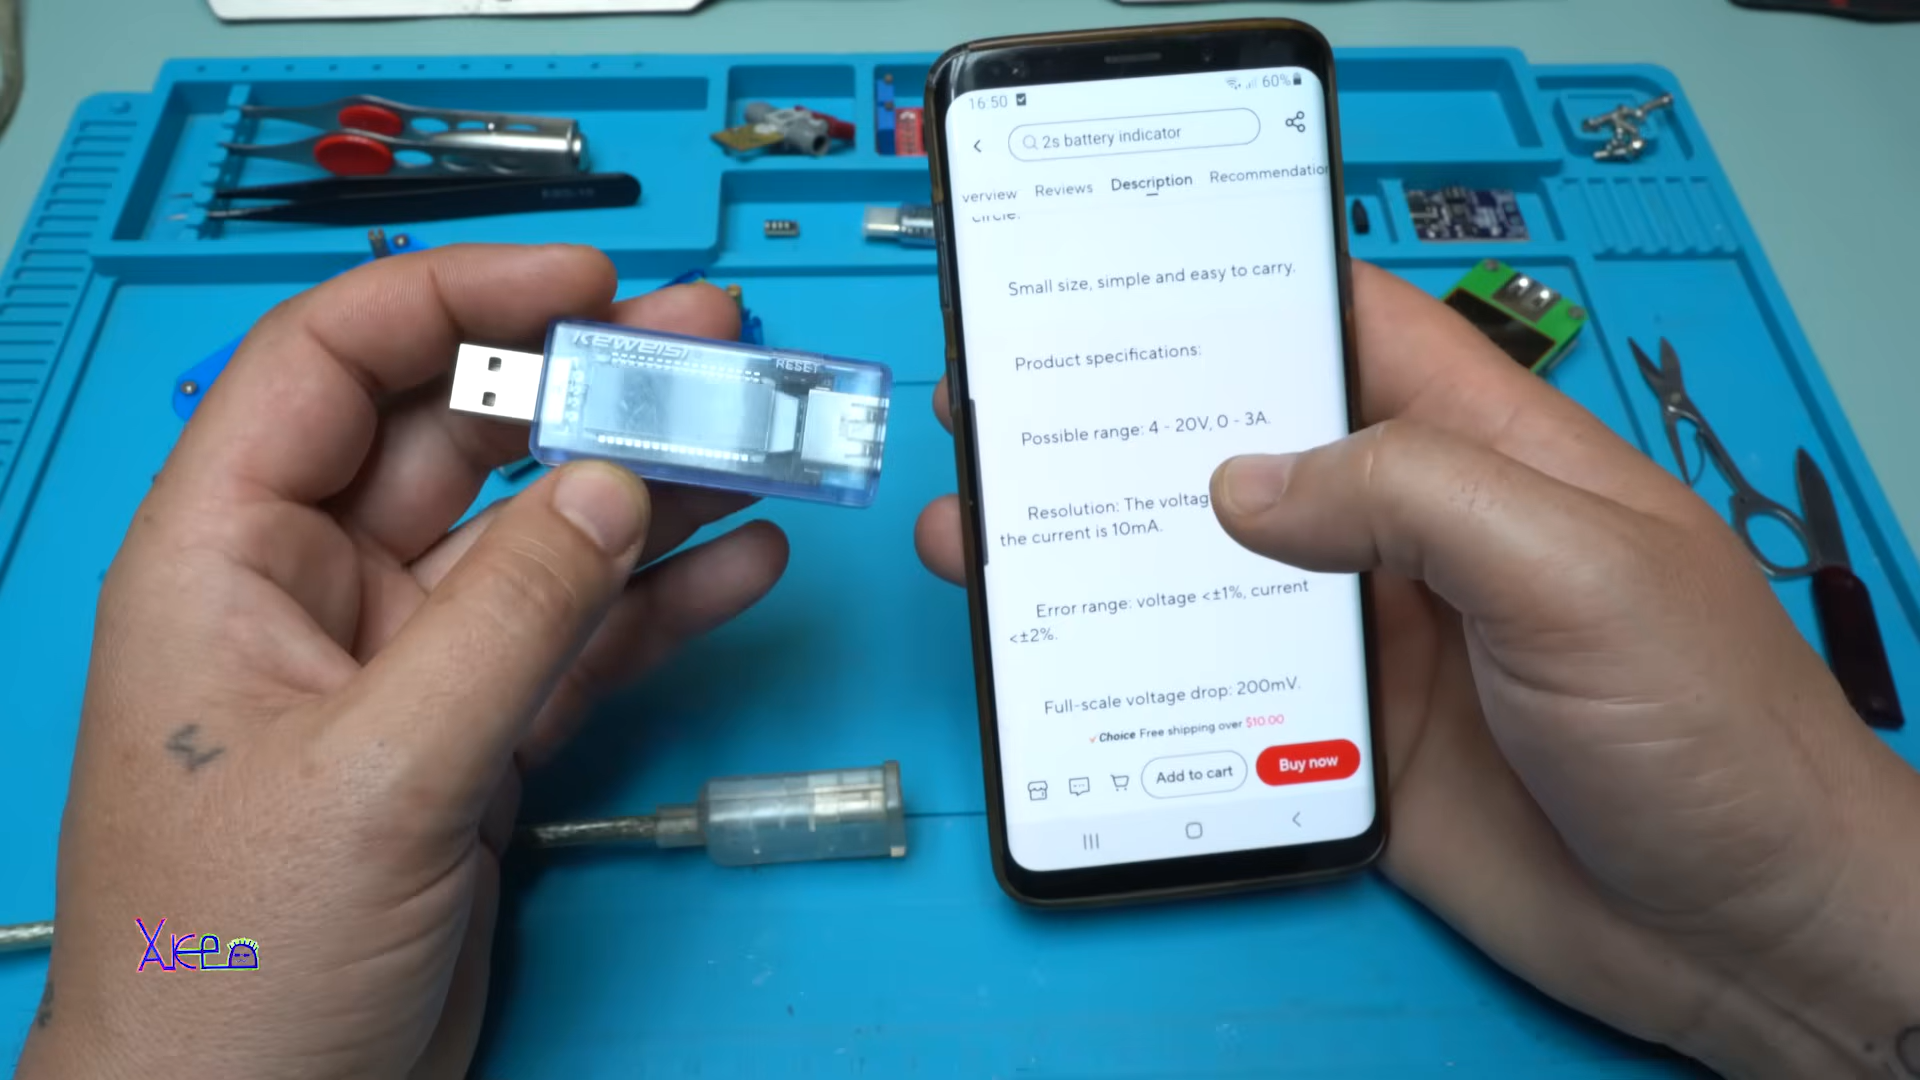 KEWEISI
RESET
16:50
60%
2s battery indicator
verview Reviews Description Recommendation
circle.
Small size, simple and easy to carry.
Product specifications:
Possible range: 4 - 20V, 0 - 3A.
Resolution: The voltag
the current is 10mA.
Error range: voltage <±1%, current
<±2%.
Full-scale voltage drop: 200mV.
Choice Free shipping over $10.00
Add to cart
Buy now